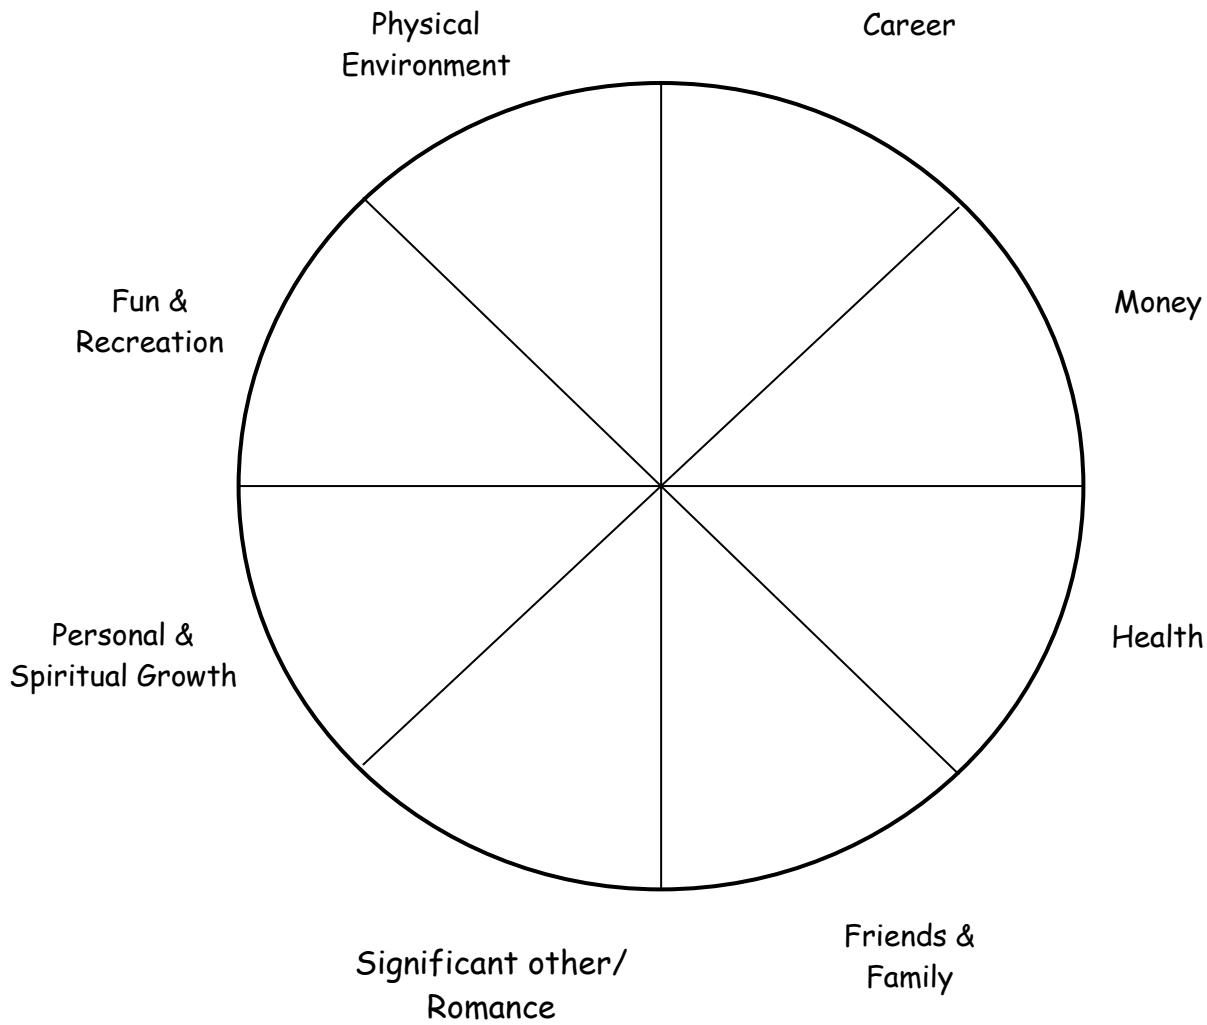 Physical
Environment
Career
Fun &
Recreation
Money
Personal &
Spiritual Growth
Health
Significant other/
Romance
Friends &
Family